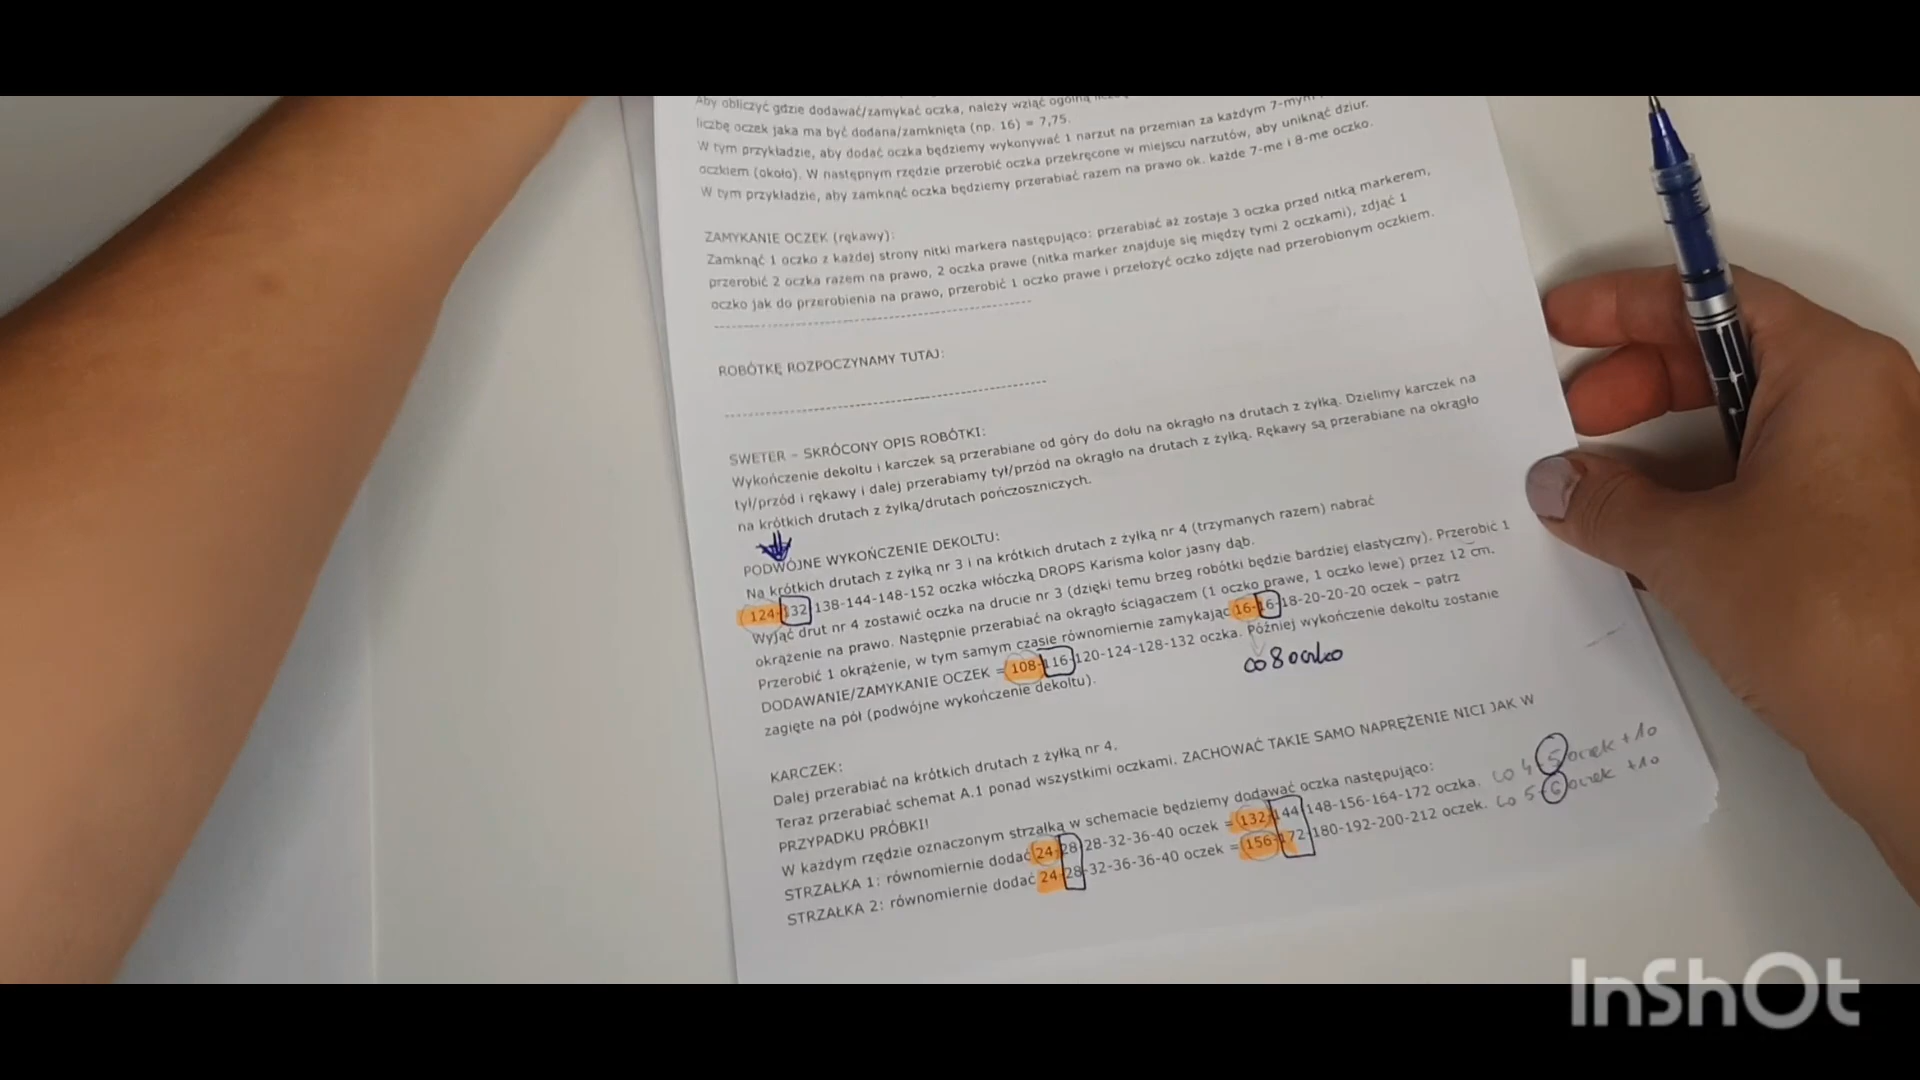 Aby obliczyć gdzie dodawać/zamykać oczka, należy wziąć ogólną
liczbę oczek jaka ma być dodana/zamknięta (np. 16) = 7,75.
W tym przykładzie, aby dodać oczka będziemy wykonywać 1 narzut na przemian za każdym 7-mym
oczkiem (około). W następnym rzędzie przerobić oczka przekręcone w miejscu narzutów, aby uniknąć dziur.
W tym przykładzie, aby zamknąć oczka będziemy przerabiać razem na prawo ok. każde 7-me i 8-me oczko.
ZAMYKANIE OCZEK (rękawy):
Zamknąć 1 oczko z każdej strony nitki markera następująco: przerabiać aż zostaje 3 oczka przed nitką markerem,
przerobić 2 oczka razem na prawo, 2 oczka prawe (nitka marker znajduje się między tymi 2 oczkami), zdjąć 1
oczko jak do przerobienia na prawo, przerobić 1 oczko prawe i przełożyć oczko zdjęte nad przerobionym oczkiem.
--------------------------------------------
ROBÓTKĘ ROZPOCZYNAMY TUTAJ:
--------------------------------------------
SWETER – SKRÓCONY OPIS ROBÓTKI:
Wykończenie dekoltu i karczek są przerabiane od góry do dołu na okrągło na drutach z żyłką. Dzielimy karczek na
tył/przód i rękawy i dalej przerabiamy tył/przód na okrągło na drutach z żyłką. Rękawy są przerabiane na okrągło
na krótkich drutach z żyłką/drutach pończoszniczych.
PODWÓJNE WYKOŃCZENIE DEKOLTU:
Na krótkich drutach z żyłką nr 3 i na krótkich drutach z żyłką nr 4 (trzymanych razem) nabrać
124-132 138-144-148-152 oczka włóczką DROPS Karisma kolor jasny dąb.
Wyjąć drut nr 4 zostawić oczka na drucie nr 3 (dzięki temu brzeg robótki będzie bardziej elastyczny). Przerobić 1
okrążenie na prawo. Następnie przerabiać na okrągło ściągaczem (1 oczko prawe, 1 oczko lewe) przez 12 cm.
Przerobić 1 okrążenie, w tym samym czasie równomiernie zamykając 16-16-18-20-20-20 oczek – patrz
DODAWANIE/ZAMYKANIE OCZEK = 108-116-120-124-128-132 oczka. Później wykończenie dekoltu zostanie
zagięte na pół (podwójne wykończenie dekoltu).
co 8 oczko
KARCZEK:
Dalej przerabiać na krótkich drutach z żyłką nr 4.
Teraz przerabiać schemat A.1 ponad wszystkimi oczkami. ZACHOWAĆ TAKIE SAMO NAPRĘŻENIE NICI JAK W
PRZYPADKU PRÓBKI!
W każdym rzędzie oznaczonym strzałką w schemacie będziemy dodawać oczka następująco:
STRZAŁKA 1: równomiernie dodać 24-28 28-32-36-40 oczek = 132-144 148-156-164-172 oczka. co 4-5 oczek + 10
STRZAŁKA 2: równomiernie dodać 24-28-32-36-36-40 oczek = 156-172-180-192-200-212 oczek. co 5-6 oczek + 10
InShOt